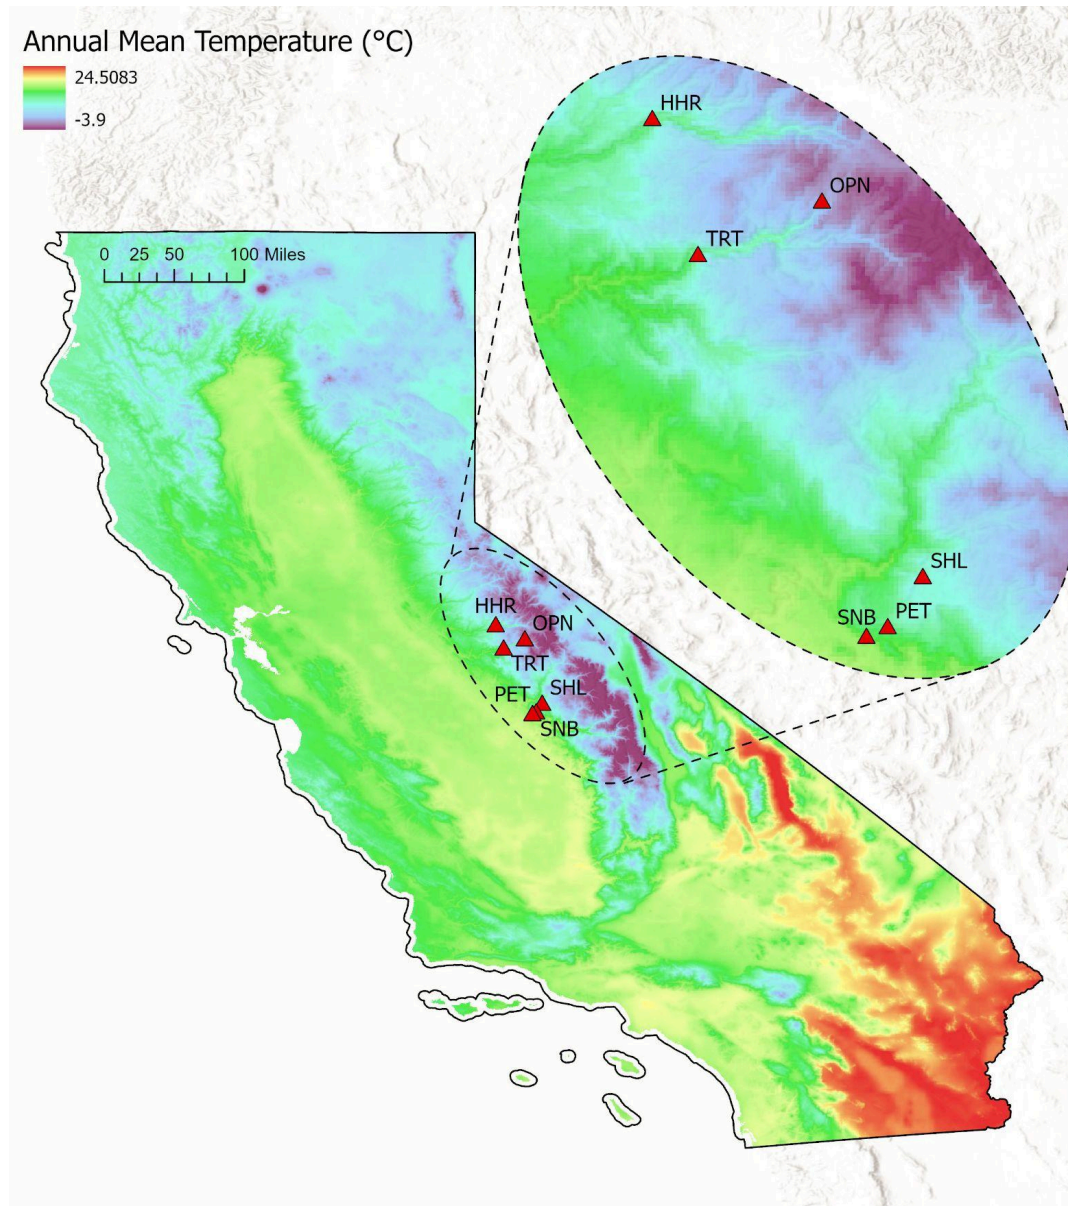 Annual Mean Temperature (°C)
24.5083
-3.9
HHR
OPN
TRT
0 25 50 100 Miles
SHL
PET
SNB
HHR
OPN
TRT
PET
SHL
SNB